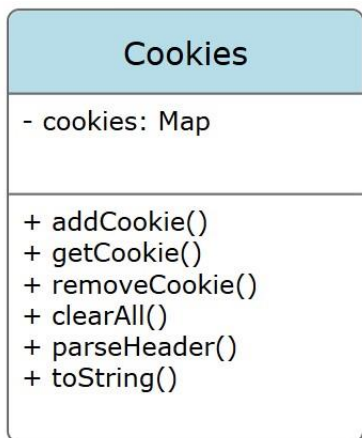 Cookies
- cookies: Map
+ addCookie()
+ getCookie()
+ removeCookie()
+ clearAll()
+ parseHeader()
+ toString()